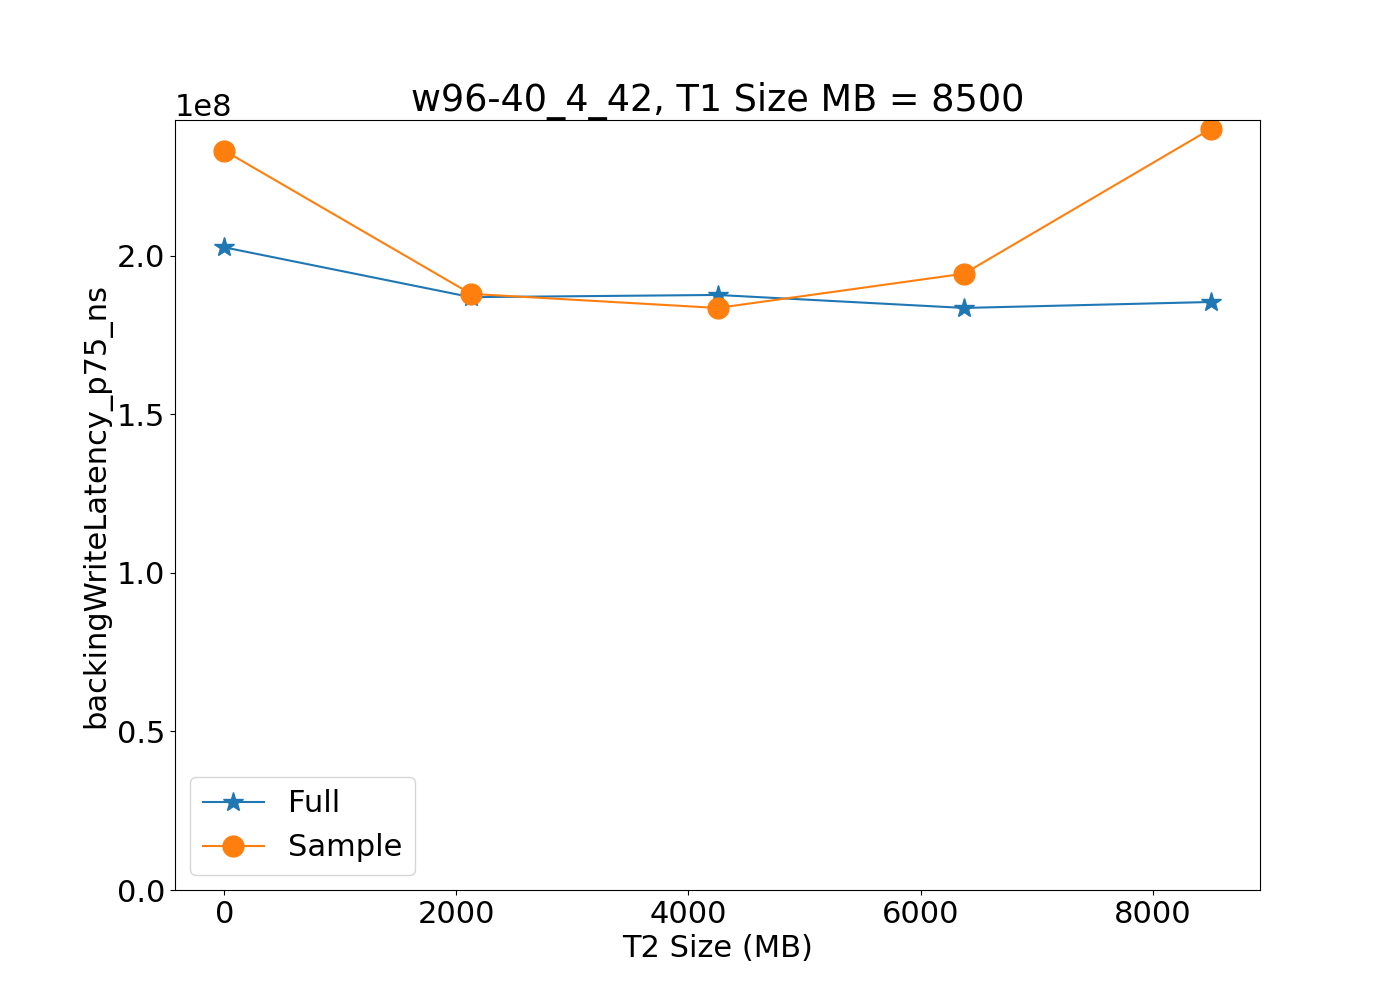 w96-40_4_42, T1 Size MB = 8500
1e8
2.0
1.5
1.0
0.5
0.0
backingWriteLatency_p75_ns
Full
Sample
0 2000 4000 6000 8000
T2 Size (MB)